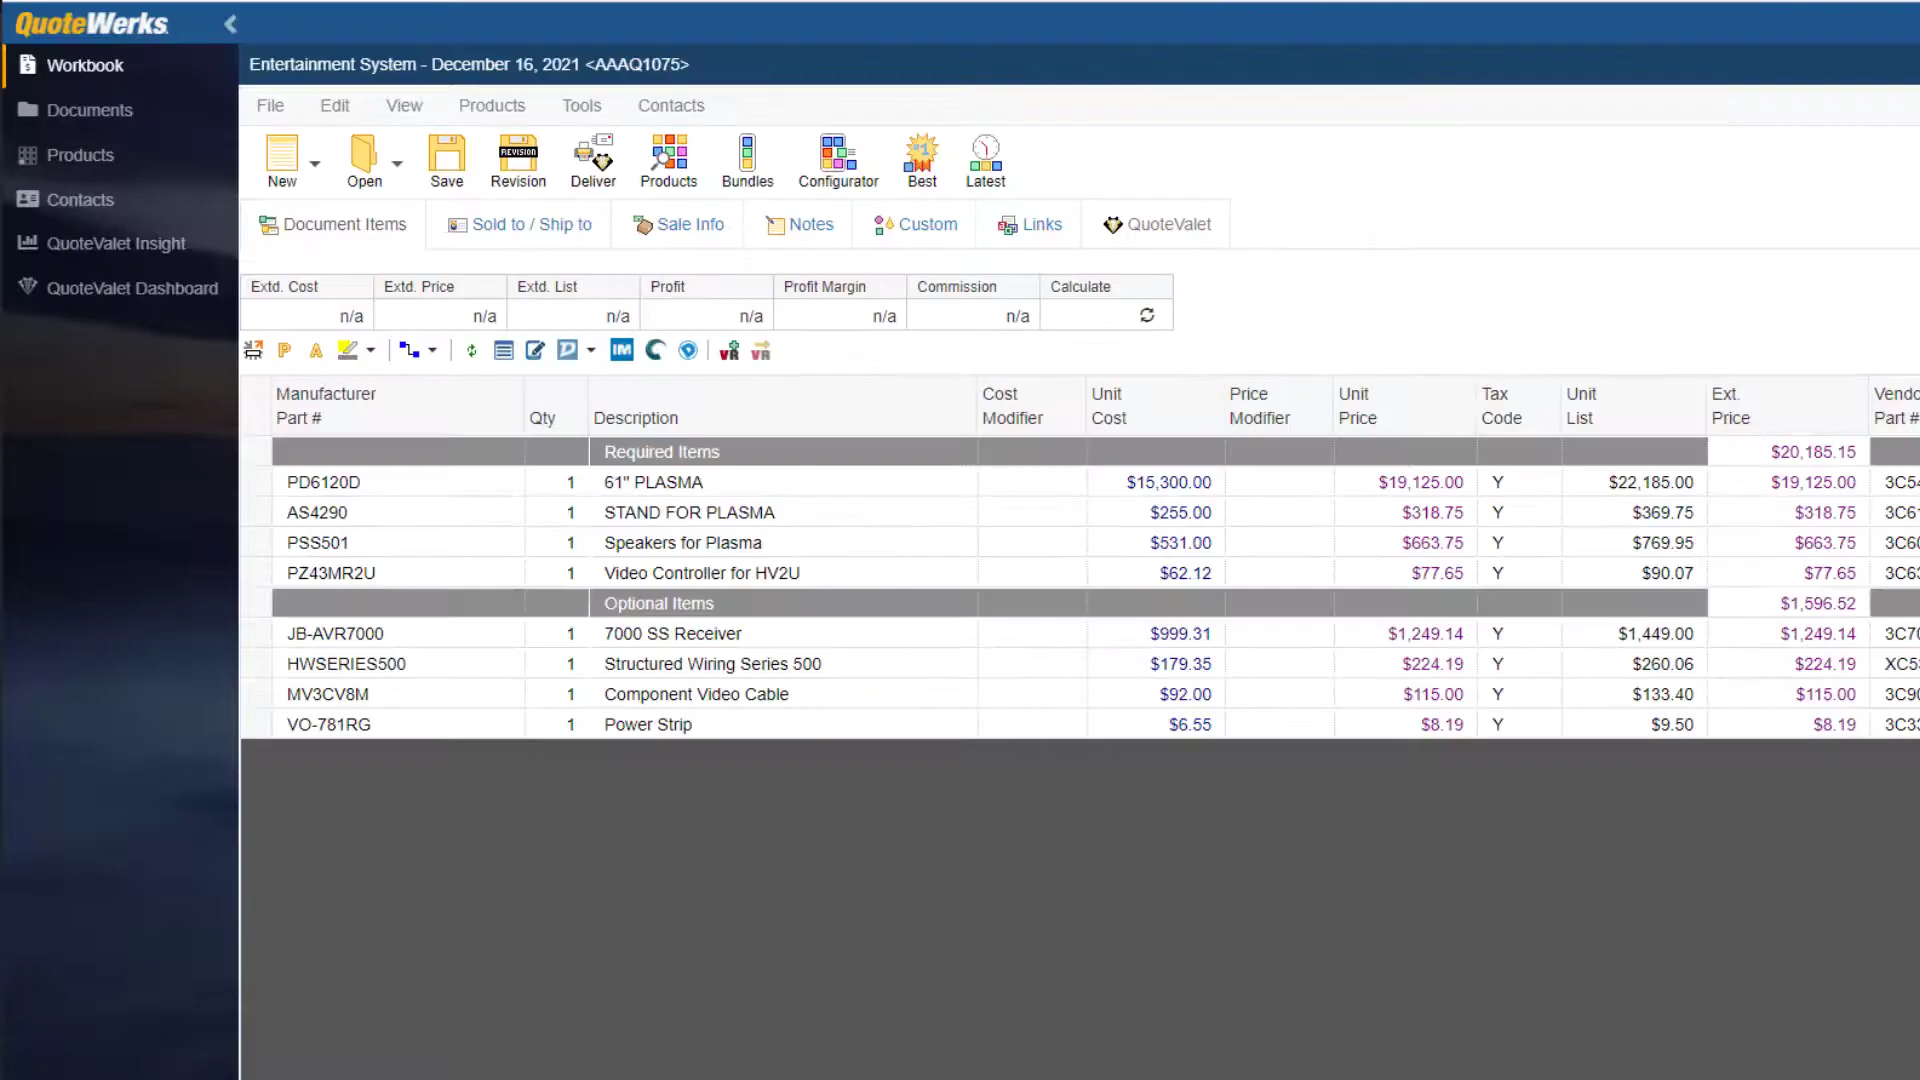 QuoteWerks
Workbook
Documents
Products
Contacts
QuoteValet Insight
QuoteValet Dashboard
Entertainment System - December 16, 2021 <AAAQ1075>
File Edit View Products Tools Contacts
REVISION #1
New Open Save Revision Deliver Products Bundles Configurator Best Latest
Document Items Sold to / Ship to Sale Info Notes Custom Links QuoteValet
Extd. Cost Extd. Price Extd. List Profit Profit Margin Commission Calculate
n/a n/a n/a n/a n/a n/a
P A IM VR VR
Manufacturer Cost Unit Price Unit Tax Unit Ext.
Part # Qty Description Modifier Cost Modifier Price Code List Price Part #
Required Items $20,185.15
PD6120D 1 61" PLASMA $15,300.00 $19,125.00 Y $22,185.00 $19,125.00
AS4290 1 STAND FOR PLASMA $255.00 $318.75 Y $369.75 $318.75
PSS501 1 Speakers for Plasma $531.00 $663.75 Y $769.95 $663.75
PZ43MR2U 1 Video Controller for HV2U $62.12 $77.65 Y $90.07 $77.65
Optional Items $1,596.52
JB-AVR7000 1 7000 SS Receiver $999.31 $1,249.14 Y $1,449.00 $1,249.14
HWSERIES500 1 Structured Wiring Series 500 $179.35 $224.19 Y $260.06 $224.19
MV3CV8M 1 Component Video Cable $92.00 $115.00 Y $133.40 $115.00
VO-781RG 1 Power Strip $6.55 $8.19 Y $9.50 $8.19